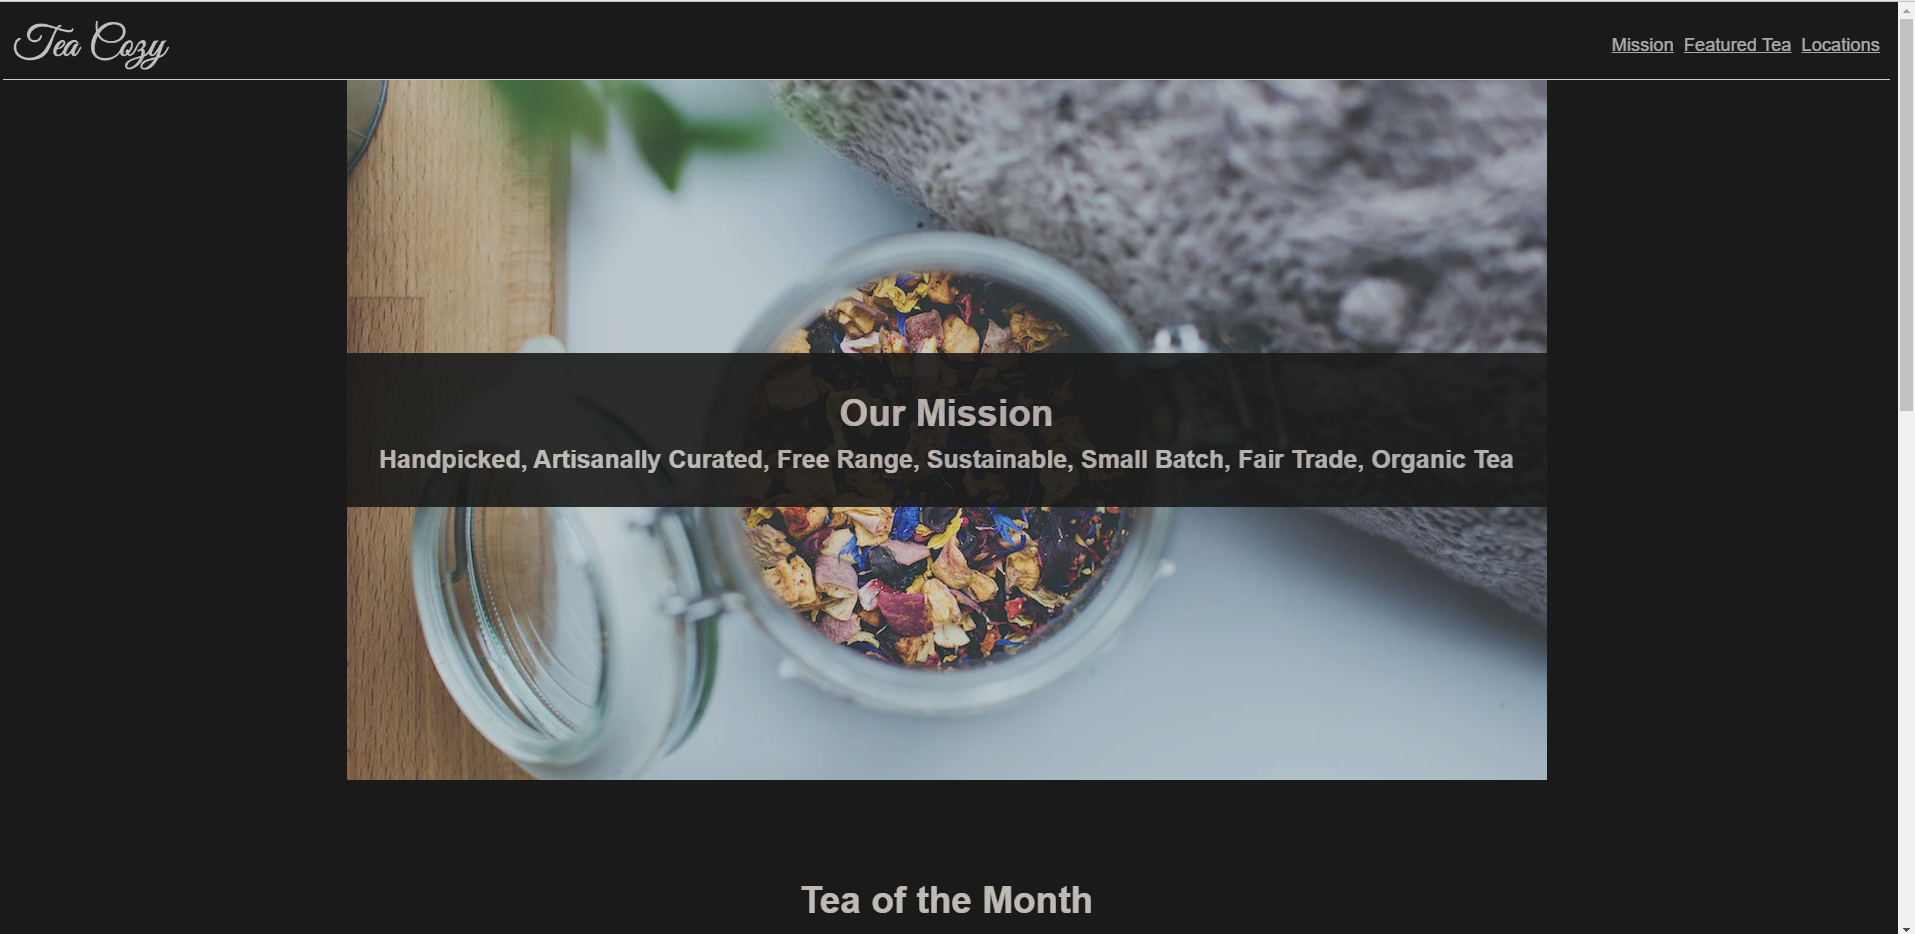 Tea Cozy
Mission Featured Tea Locations
Our Mission
Handpicked, Artisanally Curated, Free Range, Sustainable, Small Batch, Fair Trade, Organic Tea
Tea of the Month